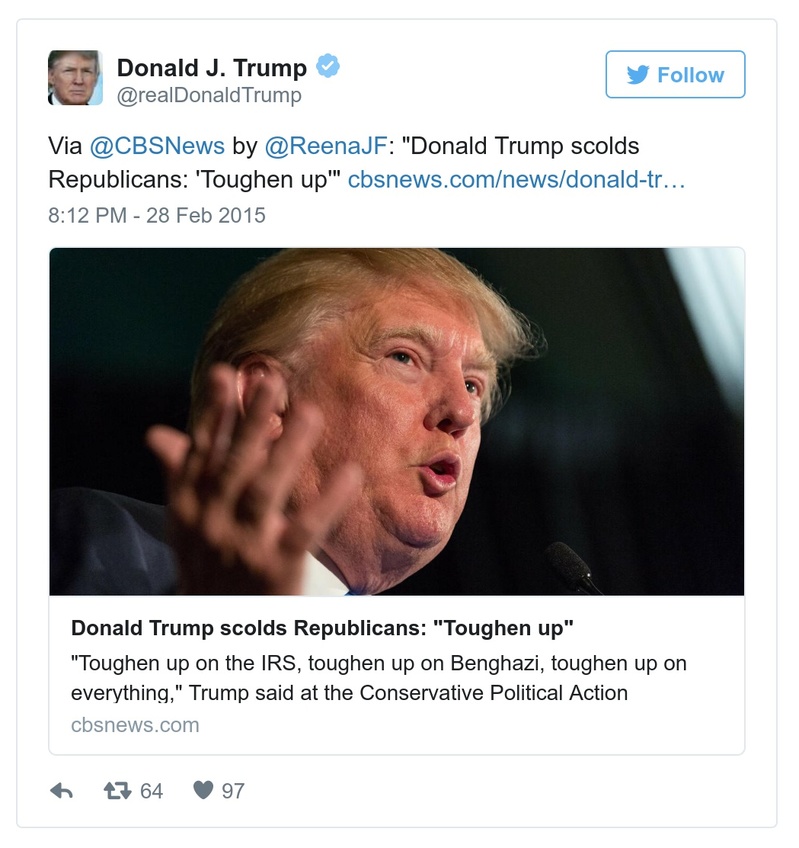 Donald J. Trump
@realDonaldTrump
Follow
Via @CBSNews by @ReenaJF: "Donald Trump scolds
Republicans: 'Toughen up'" cbsnews.com/news/donald-tr…
8:12 PM - 28 Feb 2015
Donald Trump scolds Republicans: "Toughen up"
"Toughen up on the IRS, toughen up on Benghazi, toughen up on
everything," Trump said at the Conservative Political Action
cbsnews.com
64 97